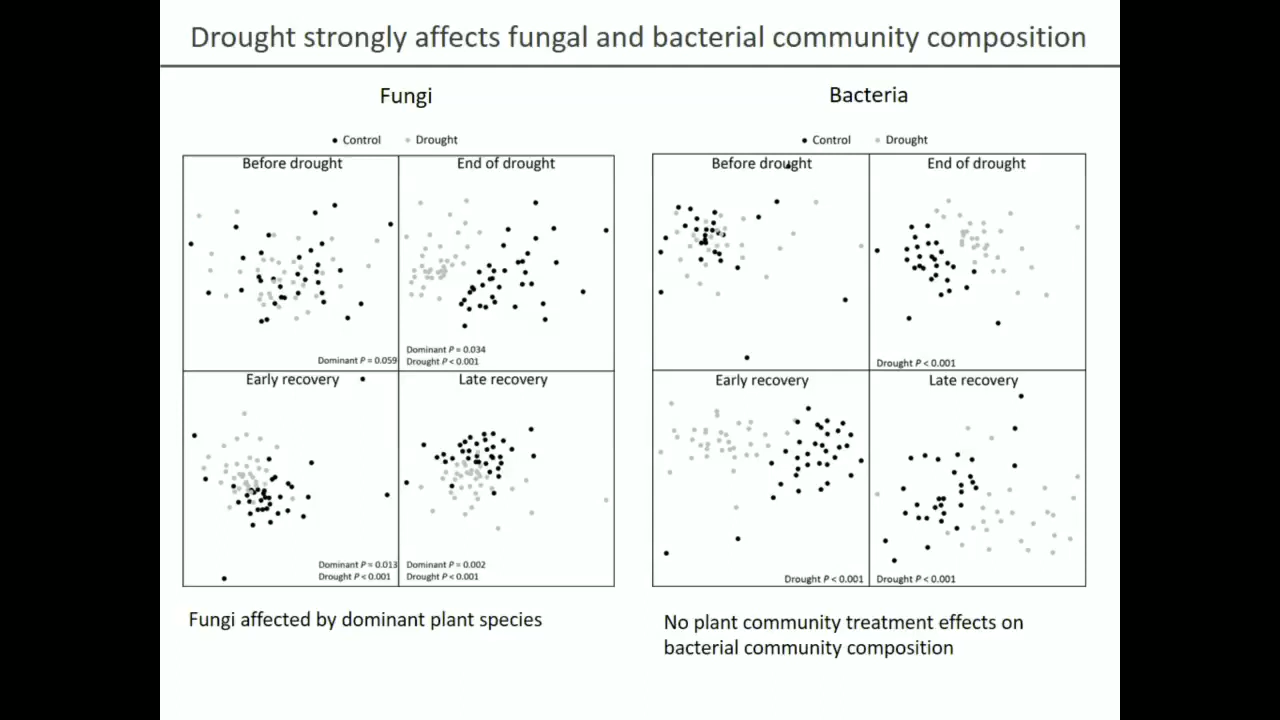 Drought strongly affects fungal and bacterial community composition
Fungi
Control Drought
Before drought
End of drought
Dominant P = 0.059
Dominant P = 0.034
Drought P < 0.001
Early recovery
Late recovery
Dominant P = 0.013
Drought P < 0.001
Dominant P = 0.002
Drought P < 0.001
Fungi affected by dominant plant species
Bacteria
Control Drought
Before drought
End of drought
Drought P < 0.001
Early recovery
Late recovery
Drought P < 0.001
Drought P < 0.001
No plant community treatment effects on
bacterial community composition